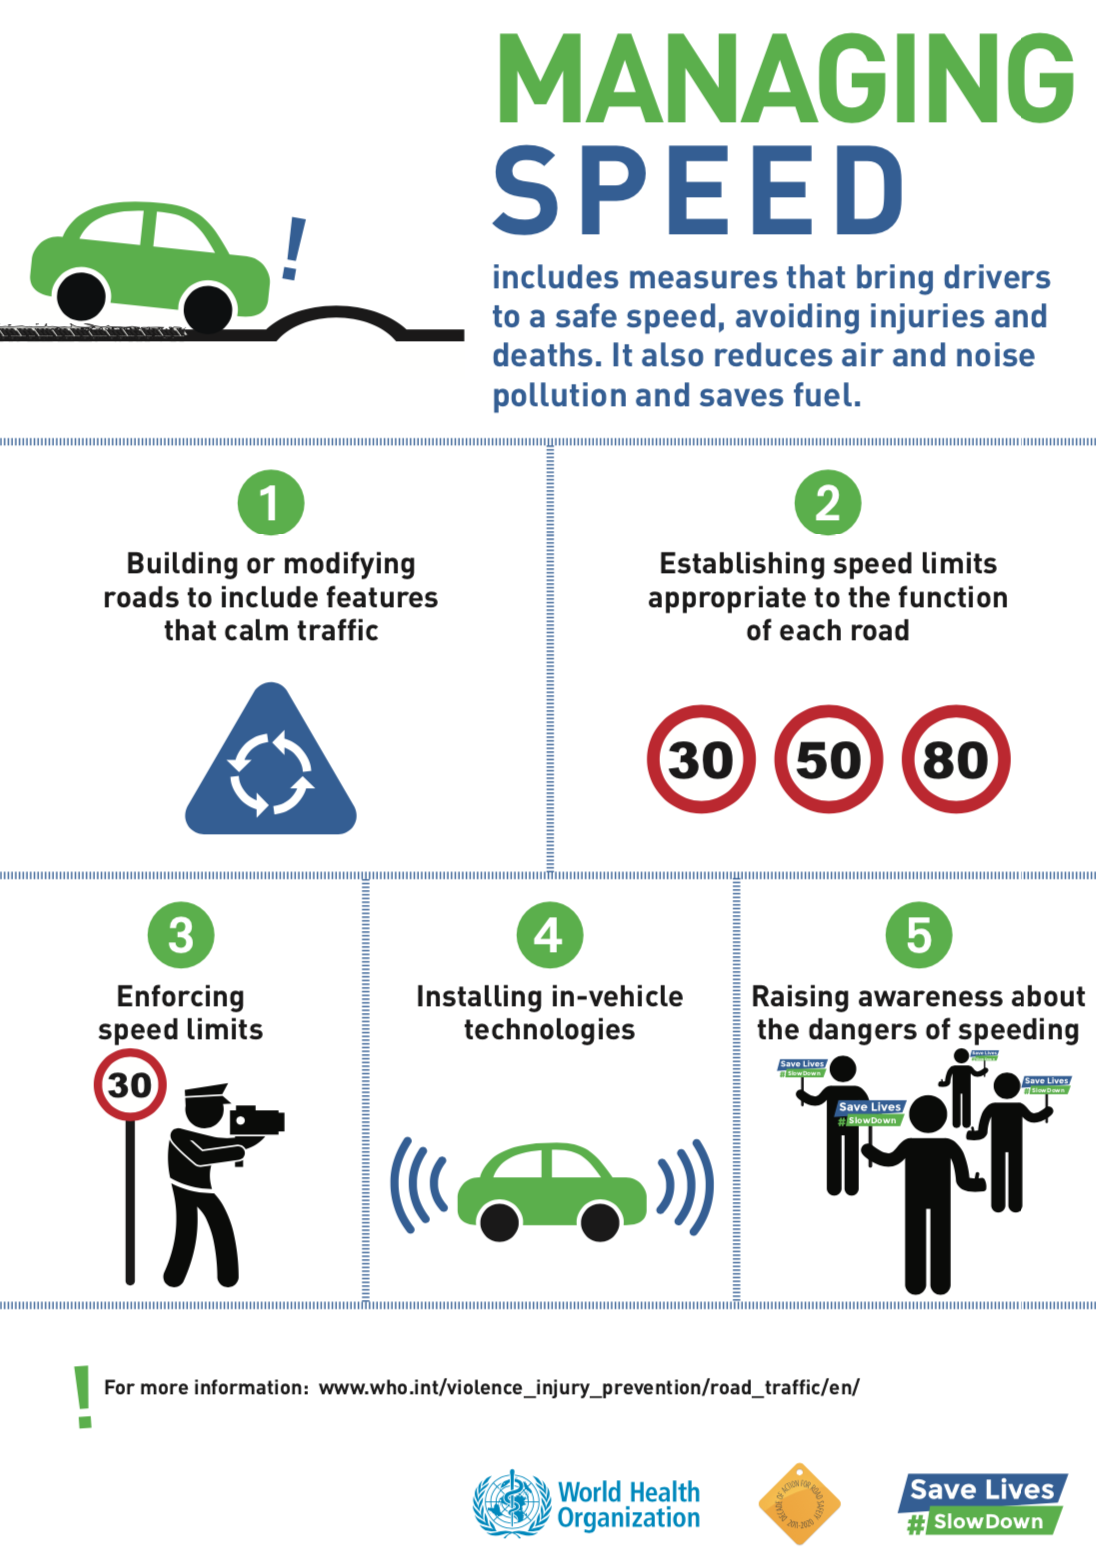 MANAGING
SPEED
includes measures that bring drivers
to a safe speed, avoiding injuries and
deaths. It also reduces air and noise
pollution and saves fuel.
1
Building or modifying
roads to include features
that calm traffic
2
Establishing speed limits
appropriate to the function
of each road
30 50 80
3
Enforcing
speed limits
30
4
Installing in-vehicle
technologies
5
Raising awareness about
the dangers of speeding
Save Lives
#SlowDown
Save Lives
#SlowDown
Save Lives
Save Lives
#SlowDown
! For more information: www.who.int/violence_injury_prevention/road_traffic/en/
World Health
Organization
DECADE OF ACTION FOR ROAD SAFETY
2011-2020
Save Lives
#SlowDown